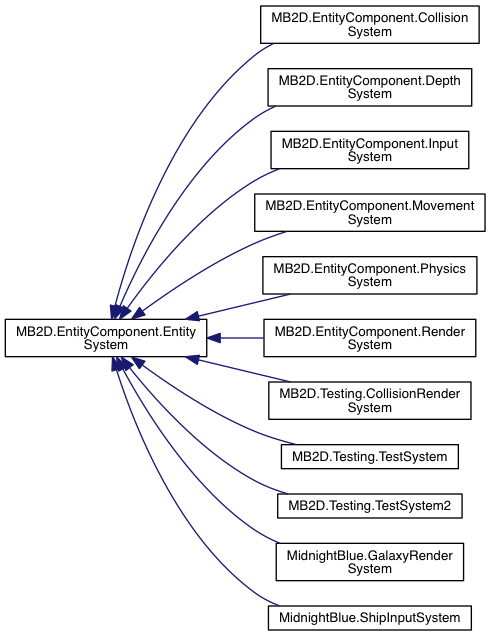 MB2D.EntityComponent.Collision
System
MB2D.EntityComponent.Depth
System
MB2D.EntityComponent.Input
System
MB2D.EntityComponent.Movement
System
MB2D.EntityComponent.Physics
System
MB2D.EntityComponent.Entity
System
MB2D.EntityComponent.Render
System
MB2D.Testing.CollisionRender
System
MB2D.Testing.TestSystem
MB2D.Testing.TestSystem2
MidnightBlue.GalaxyRender
System
MidnightBlue.ShipInputSystem